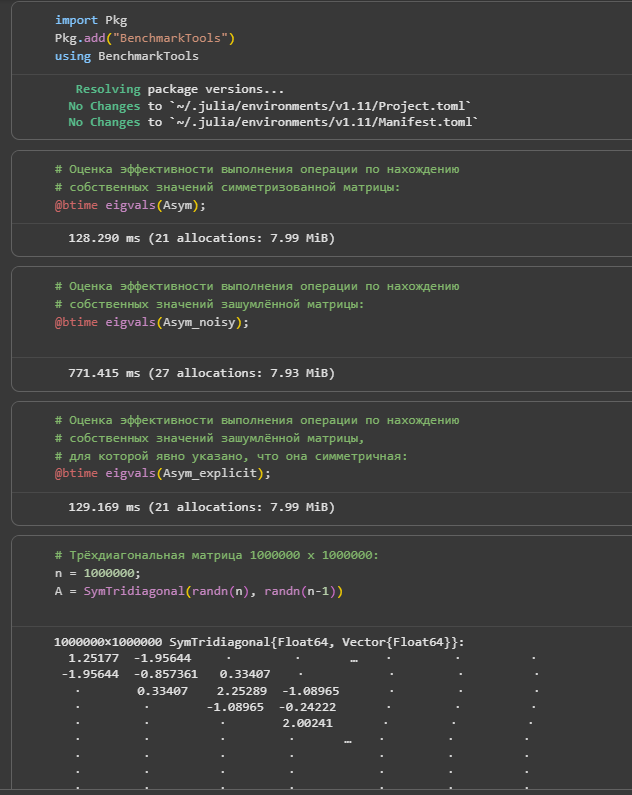 import Pkg
Pkg.add("BenchmarkTools")
using BenchmarkTools
Resolving package versions...
No Changes to `~/.julia/environments/v1.11/Project.toml`
No Changes to `~/.julia/environments/v1.11/Manifest.toml`
# Оценка эффективности выполнения операции по нахождению
# собственных значений симметризованной матрицы:
@btime eigvals(Asym);
128.290 ms (21 allocations: 7.99 MiB)
# Оценка эффективности выполнения операции по нахождению
# собственных значений зашумлённой матрицы:
@btime eigvals(Asym_noisy);
771.415 ms (27 allocations: 7.93 MiB)
# Оценка эффективности выполнения операции по нахождению
# собственных значений зашумлённой матрицы,
# для которой явно указано, что она симметричная:
@btime eigvals(Asym_explicit);
129.169 ms (21 allocations: 7.99 MiB)
# Трёхдиагональная матрица 1000000 x 1000000:
n = 1000000;
A = SymTridiagonal(randn(n), randn(n-1))
1000000×1000000 SymTridiagonal{Float64, Vector{Float64}}:
1.25177 -1.95644 ⋅ ⋅ … ⋅ ⋅ ⋅
-1.95644 -0.857361 0.33407 ⋅ ⋅ ⋅ ⋅
⋅ 0.33407 2.25289 -1.08965 ⋅ ⋅ ⋅
⋅ ⋅ -1.08965 -0.24222 ⋅ ⋅ ⋅
⋅ ⋅ ⋅ 2.00241 ⋅ ⋅ ⋅
⋅ ⋅ ⋅ ⋅ … ⋅ ⋅ ⋅
⋅ ⋅ ⋅ ⋅ ⋅ ⋅ ⋅
⋅ ⋅ ⋅ ⋅ ⋅ ⋅ ⋅
⋅ ⋅ ⋅ ⋅ ⋅ ⋅ ⋅